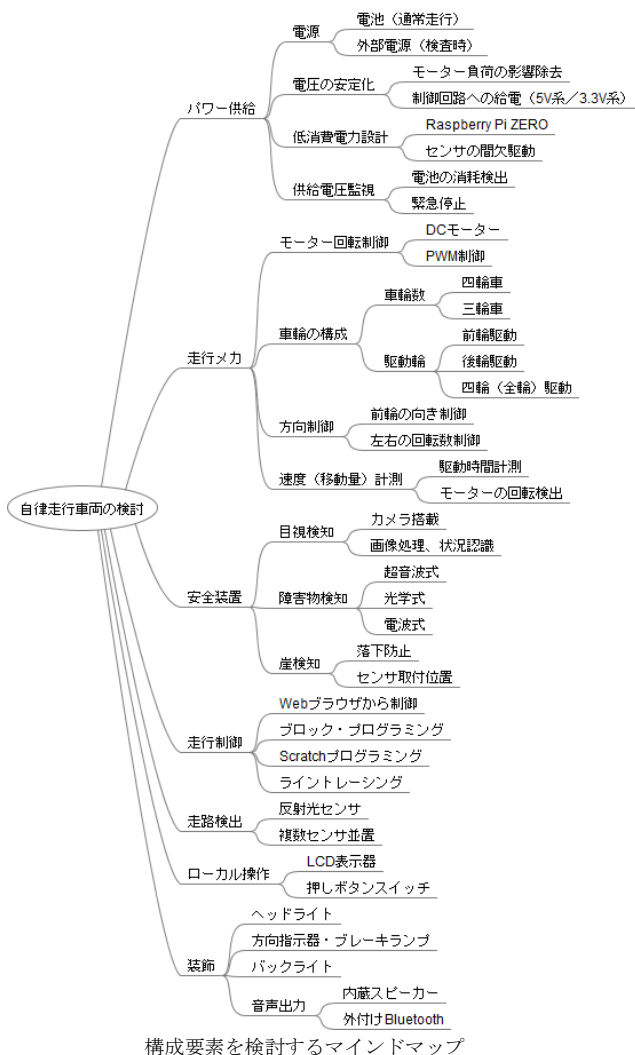 自律走行車両の検討
パワー供給
電源
電池（通常走行）
外部電源（検査時）
電圧の安定化
モーター負荷の影響除去
制御回路への給電（5V系／3.3V系）
低消費電力設計
Raspberry Pi ZERO
センサの間欠駆動
供給電圧監視
電池の消耗検出
緊急停止
走行メカ
モーター回転制御
DCモーター
PWM制御
車輪の構成
車輪数
四輪車
三輪車
駆動輪
前輪駆動
後輪駆動
四輪（全輪）駆動
方向制御
前輪の向き制御
左右の回転数制御
速度（移動量）計測
駆動時間計測
モーターの回転検出
安全装置
目視検知
カメラ搭載
画像処理、状況認識
障害物検知
超音波式
光学式
電波式
崖検知
落下防止
センサ取付位置
走行制御
Webブラウザから制御
ブロック・プログラミング
Scratchプログラミング
ライントレーシング
走路検出
反射光センサ
複数センサ並置
ローカル操作
LCD表示器
押しボタンスイッチ
装飾
ヘッドライト
方向指示器・ブレーキランプ
バックライト
音声出力
内蔵スピーカー
外付けBluetooth
構成要素を検討するマインドマップ